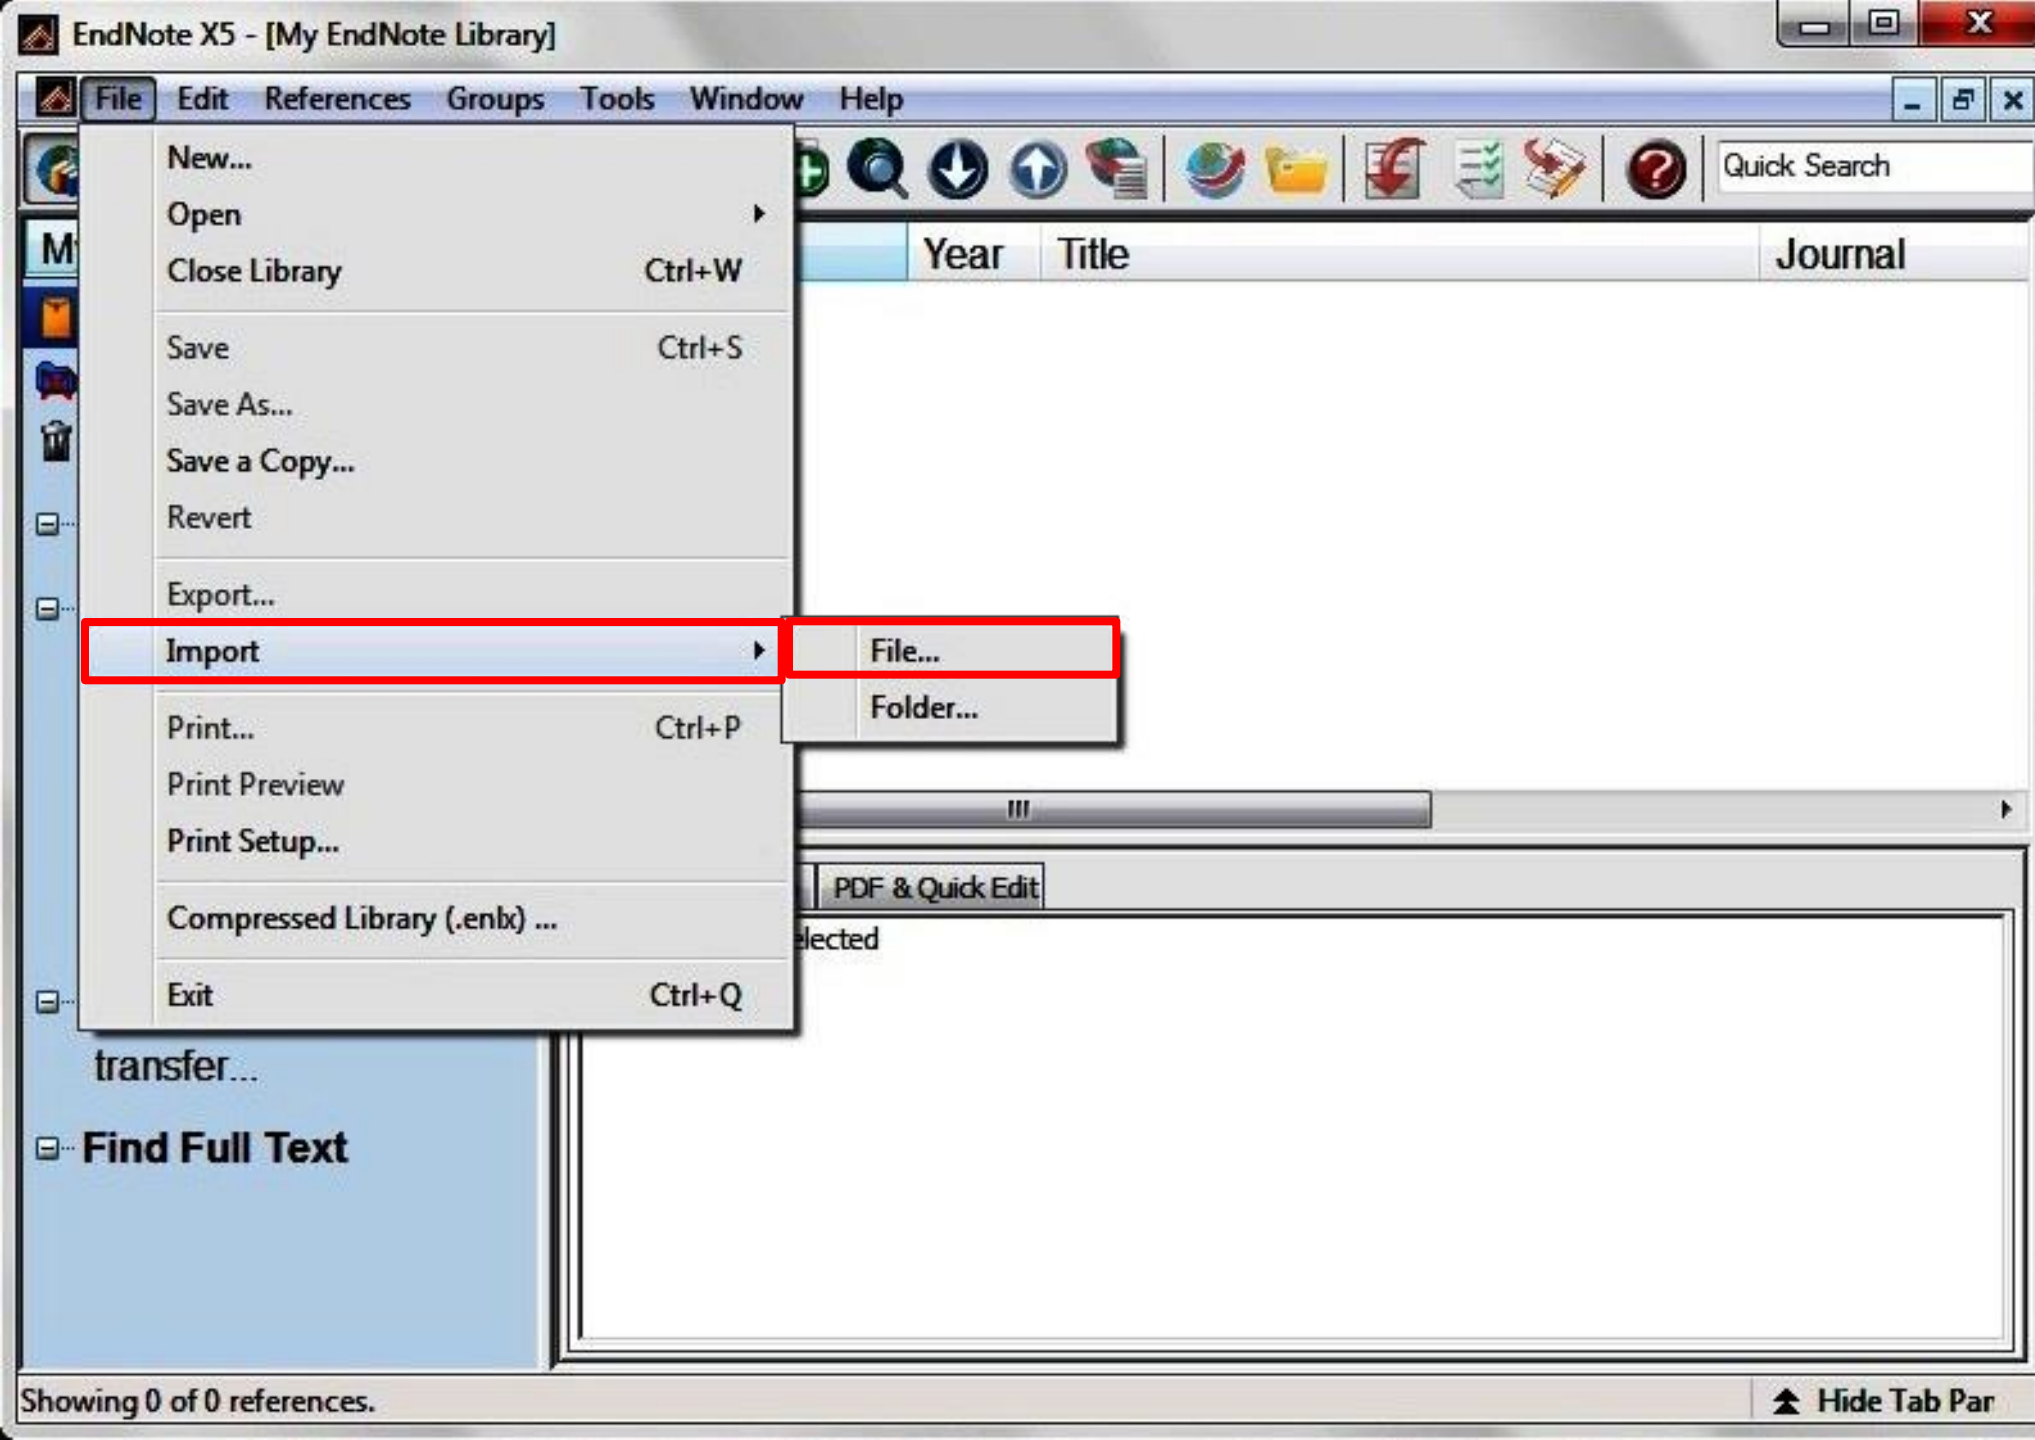 EndNote X5 - [My EndNote Library]
File Edit References Groups Tools Window Help
New...
Open
Close Library Ctrl+W
Save Ctrl+S
Save As...
Save a Copy...
Revert
Export...
Import
Print... Ctrl+P
Print Preview
Print Setup...
Compressed Library (.enlx) ...
Exit Ctrl+Q
File...
Folder...
Quick Search
Year Title Journal
PDF & Quick Edit
transfer...
Find Full Text
Showing 0 of 0 references.
Hide Tab Par